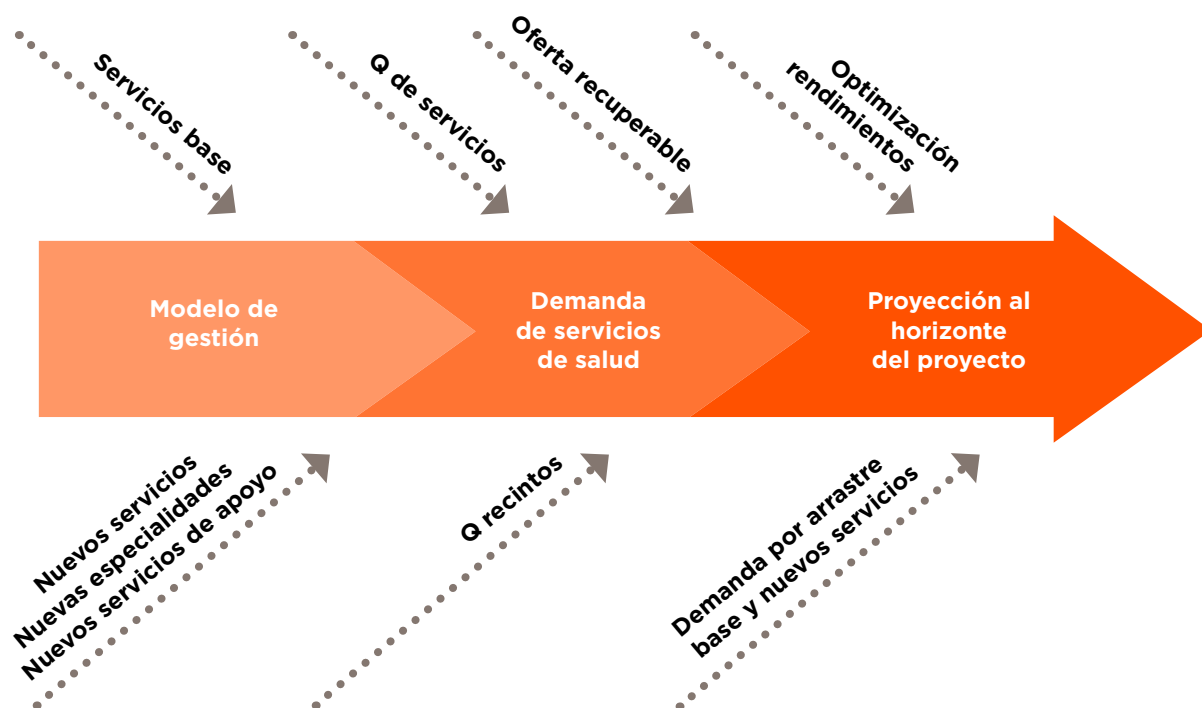 Servicios base
Q de servicios
Oferta recuperable
Optimización
rendimientos
Modelo de
gestión
Demanda
de servicios
de salud
Proyección al
horizonte
del proyecto
Nuevos servicios
Nuevas especialidades
Nuevos servicios de apoyo
Q recintos
Demanda por arrastre
base y nuevos servicios